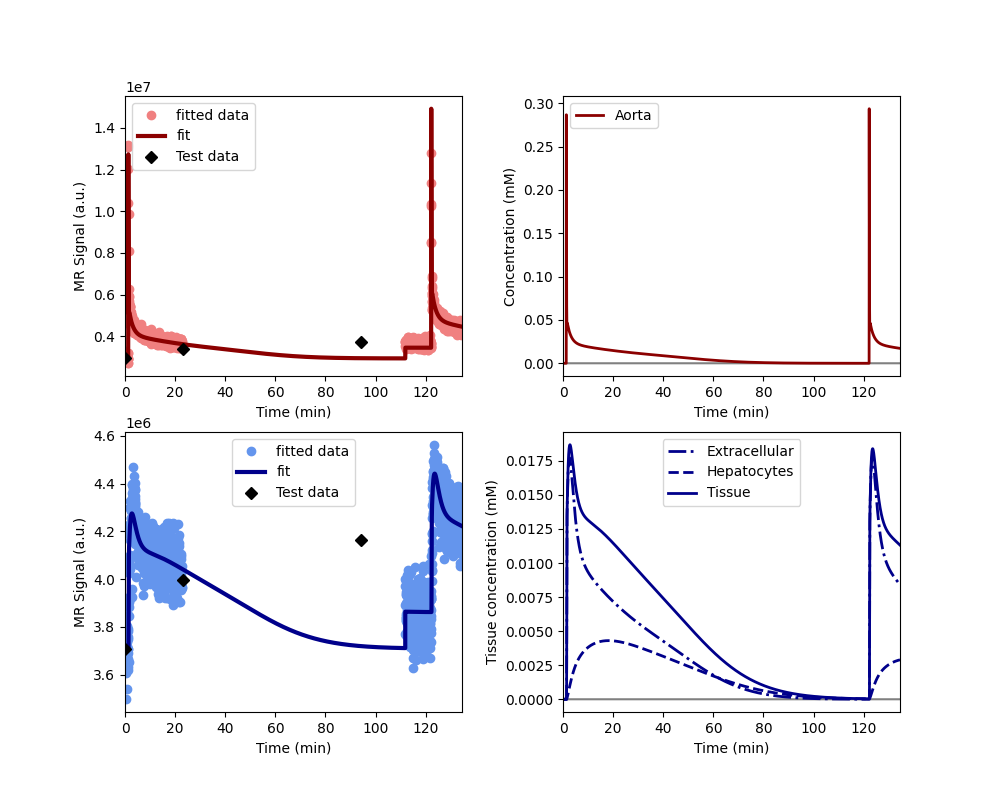 1e7
1.4
1.2
1.0
0.8
0.6
0.4
MR Signal (a.u.)
fitted data
fit
Test data
0 20 40 60 80 100 120
Time (min)
0.30
0.25
0.20
0.15
0.10
0.05
0.00
Concentration (mM)
Aorta
0 20 40 60 80 100 120
Time (min)
1e6
4.6
4.4
4.2
4.0
3.8
3.6
MR Signal (a.u.)
fitted data
fit
Test data
0 20 40 60 80 100 120
Time (min)
0.0175
0.0150
0.0125
0.0100
0.0075
0.0050
0.0025
0.0000
Tissue concentration (mM)
Extracellular
Hepatocytes
Tissue
0 20 40 60 80 100 120
Time (min)